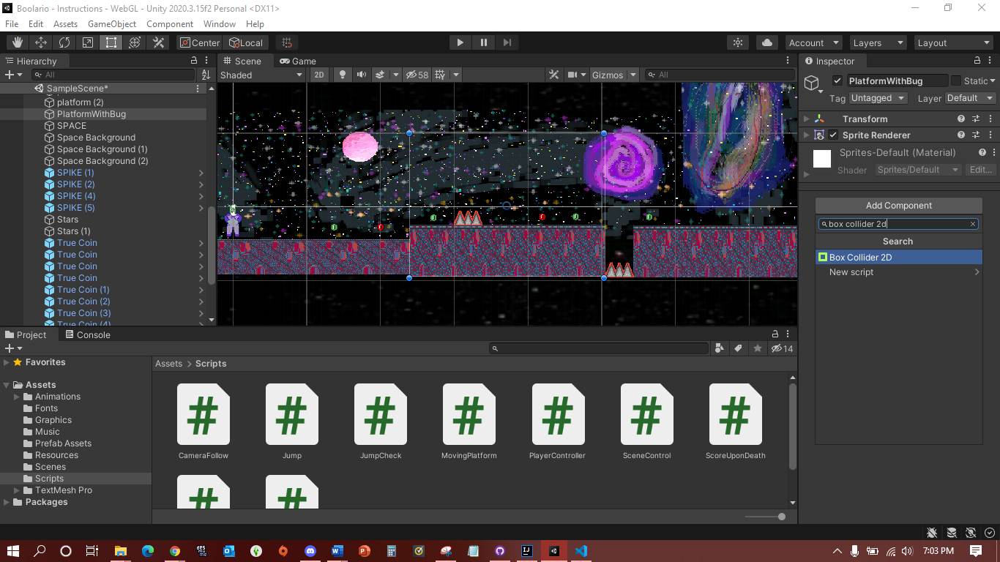 Boolario - Instructions - WebGL - Unity 2020.3.15f2 Personal <DX11>
File Edit Assets GameObject Component Window Help
Center Local Account Layers Layout
Hierarchy
All
SampleScene*
platform (2)
PlatformWithBug
SPACE
Space Background
Space Background (1)
Space Background (2)
SPIKE (1)
SPIKE (2)
SPIKE (4)
SPIKE (5)
Stars
Stars (1)
True Coin
True Coin
True Coin
True Coin
True Coin (1)
True Coin (2)
True Coin (3)
True Coin (4)
Scene Game
Shaded 2D 58 Gizmos All
Inspector
PlatformWithBug Static
Tag Untagged Layer Default
Transform
Sprite Renderer
Sprites-Default (Material)
Shader Sprites/Default Edit...
Add Component
box collider 2d
Search
Box Collider 2D
New script
Project Console
14
Favorites
Assets
Animations
Fonts
Graphics
Music
Prefab Assets
Resources
Scenes
Scripts
TextMesh Pro
Packages
Assets > Scripts
CameraFollow Jump JumpCheck MovingPlatform PlayerController SceneControl ScoreUponDeath
7:03 PM